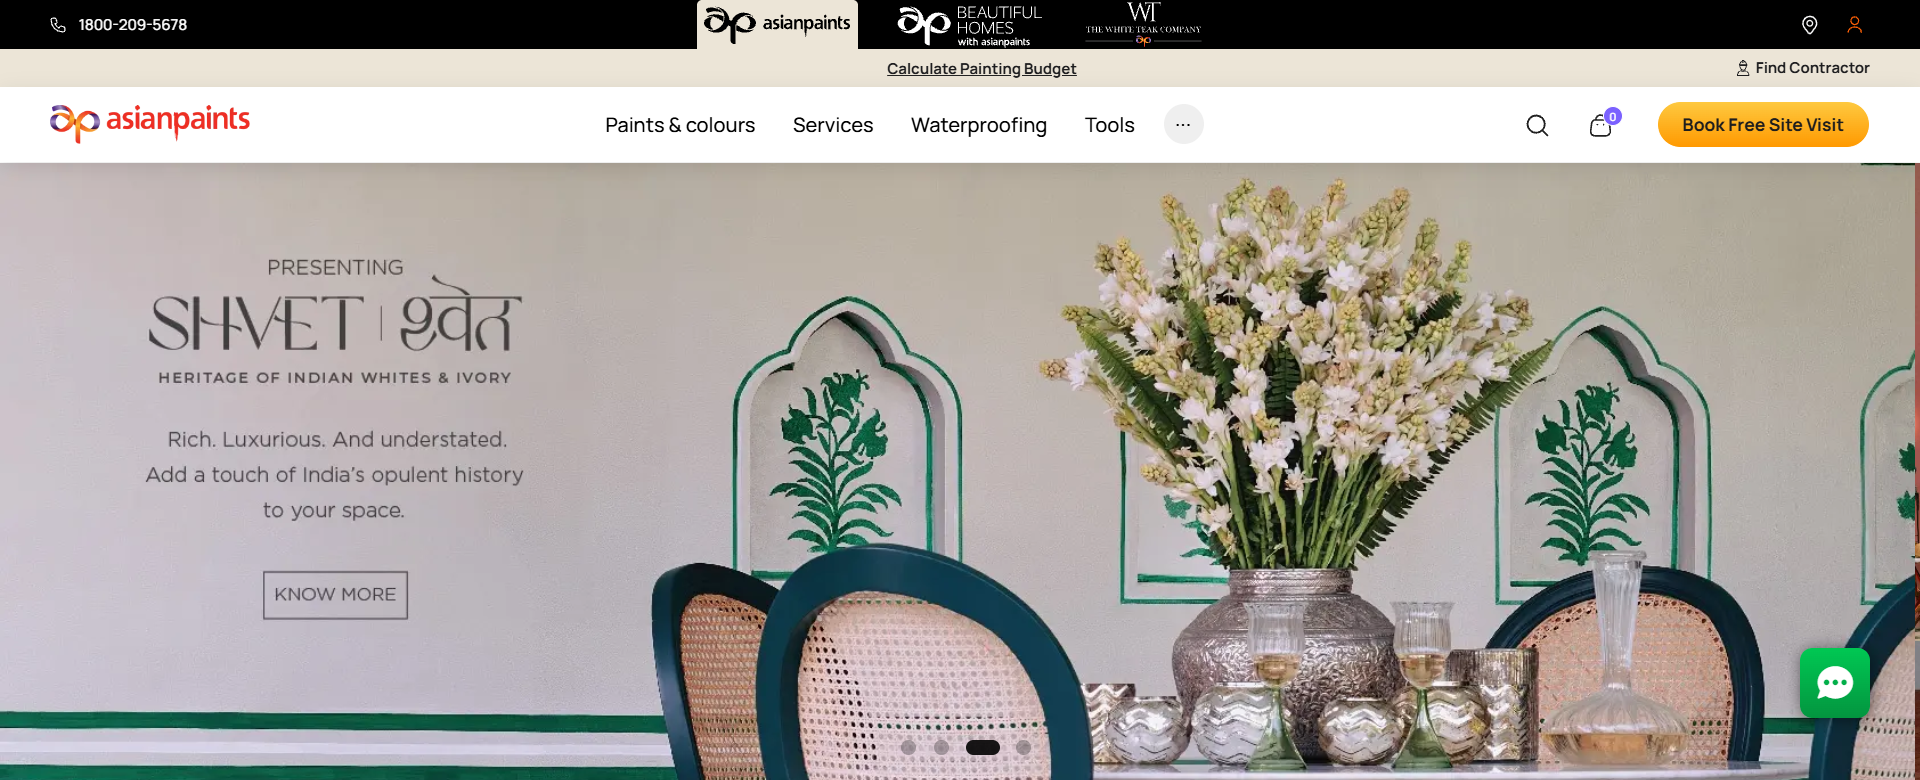 1800-209-5678
asianpaints
BEAUTIFUL
HOMES
with asianpaints
WT
THE WHITE TEAK COMPANY
Calculate Painting Budget
Find Contractor
asianpaints
Paints & colours
Services
Waterproofing
Tools
0
Book Free Site Visit
PRESENTING
SHVET | श्वेत
HERITAGE OF INDIAN WHITES & IVORY
Rich. Luxurious. And understated.
Add a touch of India's opulent history
to your space.
KNOW MORE